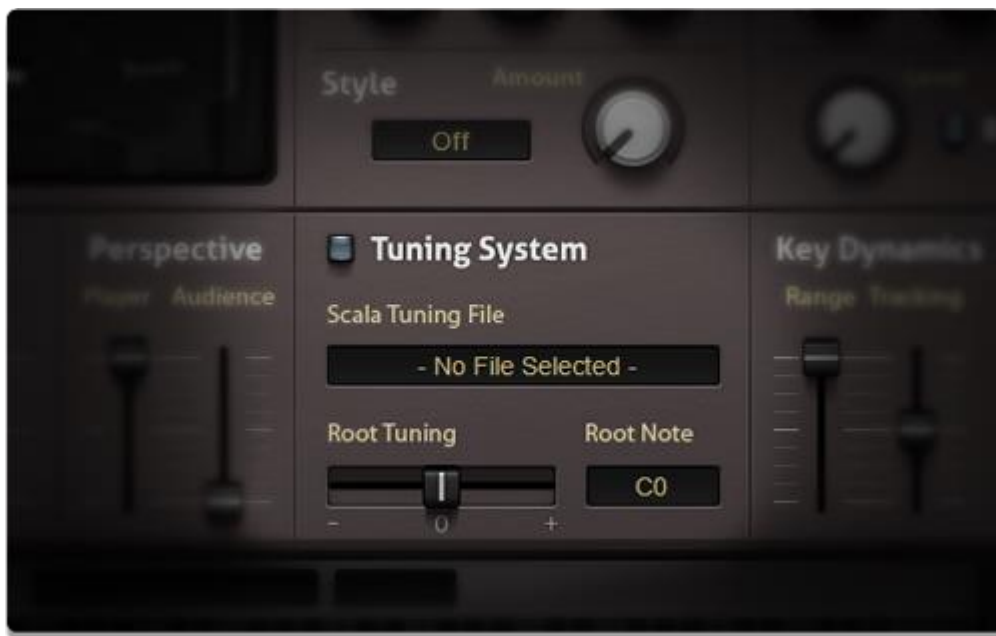 Style
Amount
Off
Perspective
Player Audience
Tuning System
Scala Tuning File
- No File Selected -
Root Tuning
Root Note
- 0 +
C0
Key Dynamics
Range Tracking